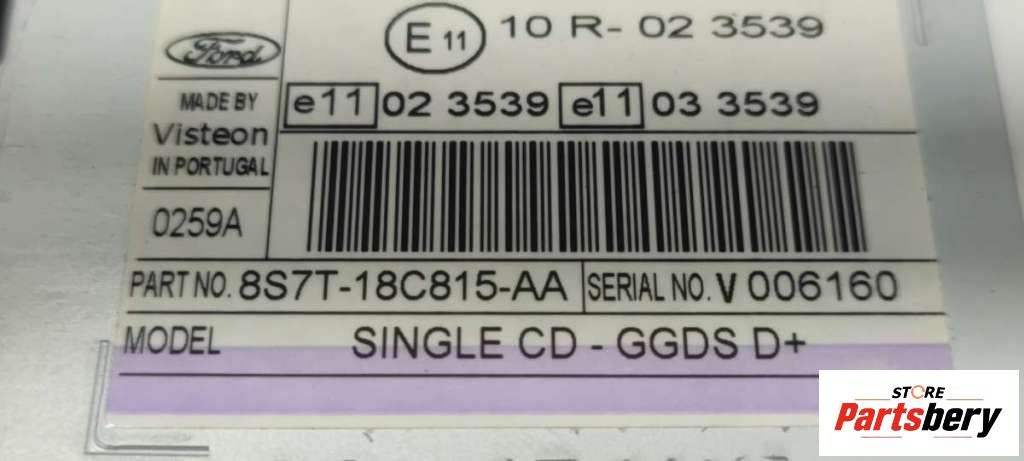 Ford
E 11 10 R- 02 3539
MADE BY
Visteon
IN PORTUGAL
e11 02 3539 e11 03 3539
0259A
PART NO. 8S7T-18C815-AA SERIAL NO. V 006160
MODEL SINGLE CD - GGDS D+
STORE
Partsbery